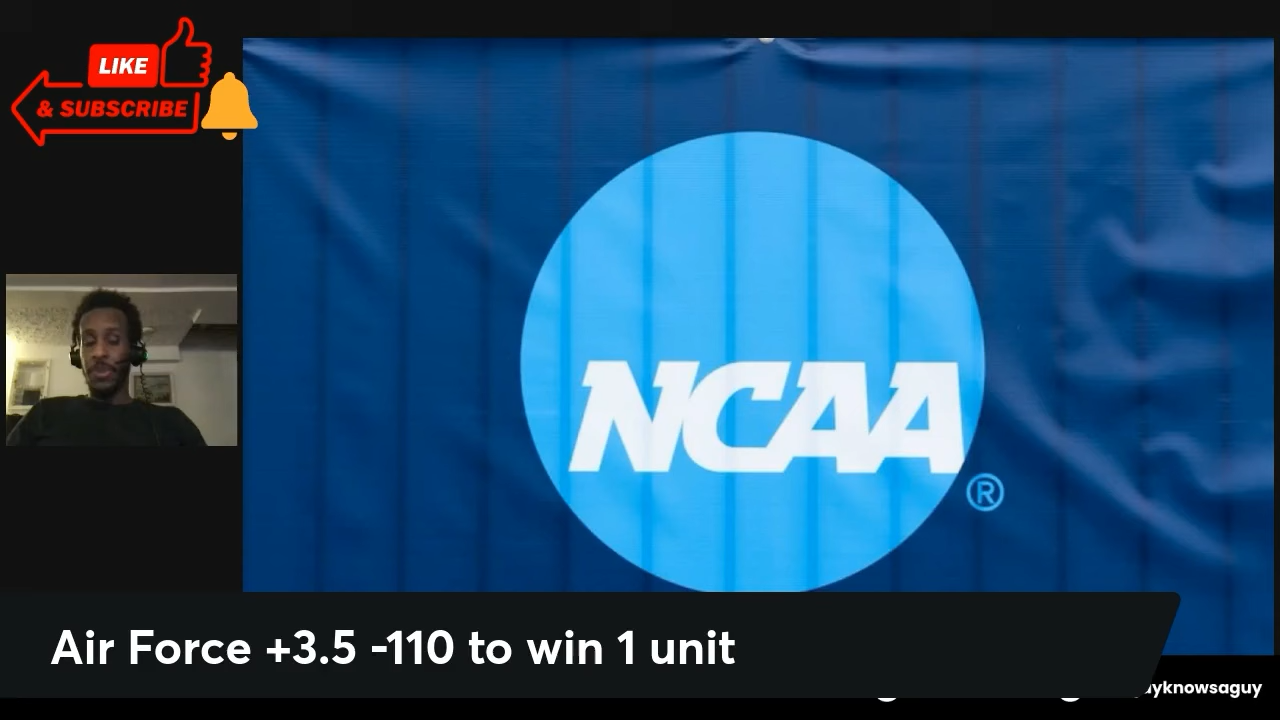 LIKE
& SUBSCRIBE
NCAA
®
Air Force +3.5 -110 to win 1 unit
yknowsaguy